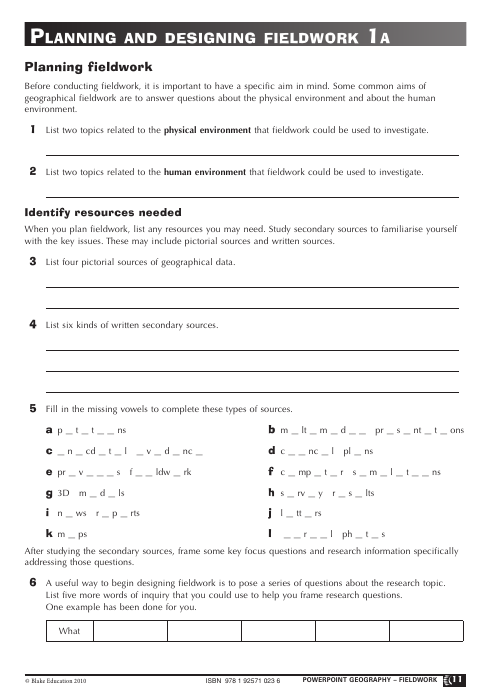 PLANNING AND DESIGNING FIELDWORK 1A
Planning fieldwork
Before conducting fieldwork, it is important to have a specific aim in mind. Some common aims of
geographical fieldwork are to answer questions about the physical environment and about the human
environment.
1 List two topics related to the physical environment that fieldwork could be used to investigate.
2 List two topics related to the human environment that fieldwork could be used to investigate.
Identify resources needed
When you plan fieldwork, list any resources you may need. Study secondary sources to familiarise yourself
with the key issues. These may include pictorial sources and written sources.
3 List four pictorial sources of geographical data.
4 List six kinds of written secondary sources.
5 Fill in the missing vowels to complete these types of sources.
a p _ t _ t _ _ ns b m _ lt _ m _ d _ _ pr _ s _ nt _ t _ ons
c _ n _ cd _ t _ l _ v _ d _ nc _ d c _ _ nc _ l pl _ ns
e pr _ v _ _ _ s f _ _ ldw _ rk f c _ mp _ t _ r s _ m _ l _ t _ _ ns
g 3D m _ d _ ls h s _ rv _ y r _ s _ lts
i n _ ws r _ p _ rts j l _ tt _ rs
k m _ ps l _ _ r _ _ l ph _ t _ s
After studying the secondary sources, frame some key focus questions and research information specifically
addressing those questions.
6 A useful way to begin designing fieldwork is to pose a series of questions about the research topic.
List five more words of inquiry that you could use to help you frame research questions.
One example has been done for you.
What
© Blake Education 2010 ISBN 978 1 92571 023 6 POWERPOINT GEOGRAPHY – FIELDWORK 11